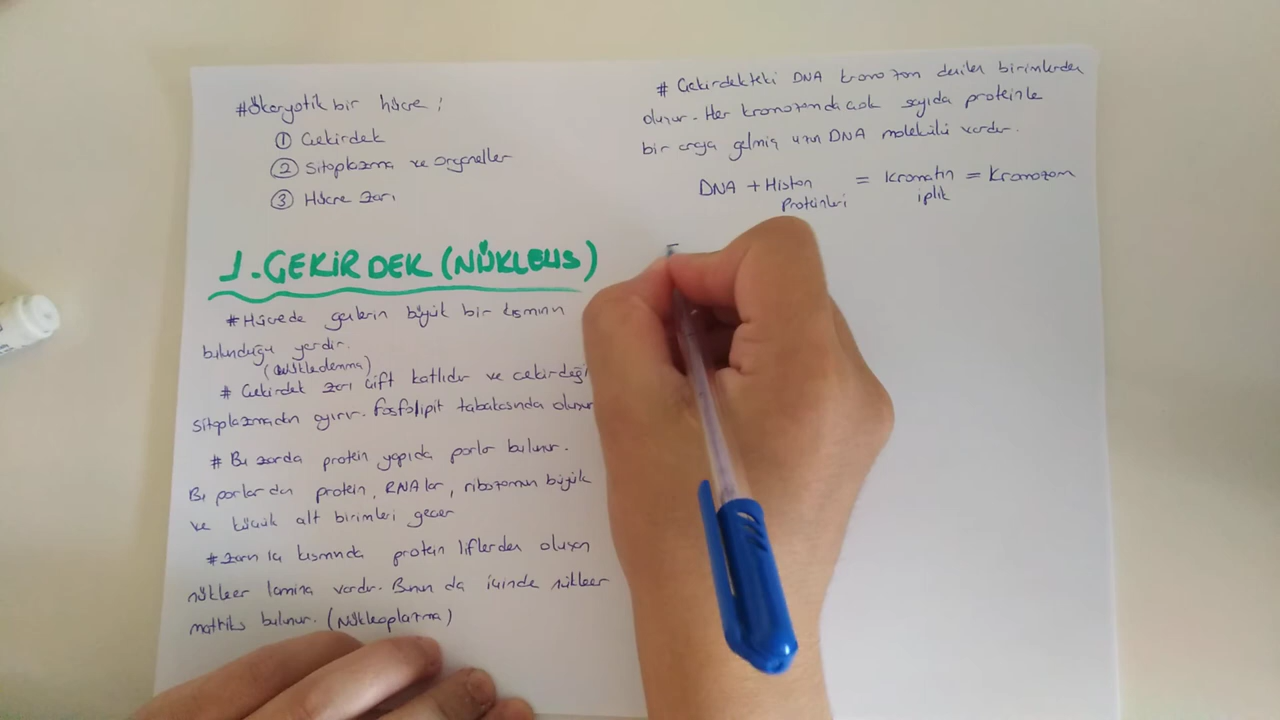 #Ökaryotik bir hücre;
① Çekirdek
② Sitoplazma ve Organeller
③ Hücre zarı
1. ÇEKİRDEK (NÜKLEUS)
#Hücrede genlerin büyük bir kısmının
bulunduğu yerdir.
# Çekirdek zarı çift katlıdır ve çekirdeği
sitoplazmadan ayırır. Fosfolipit tabakasında oluşur
# Bu zarda protein yapıda porlar bulunur.
Bu porlardan protein, RNA'lar, ribozomun büyük
ve küçük alt birimleri geçer
# Zarın iç kısmında protein liflerden oluşan
nükleer lamina vardır. Bunun da içinde nükleer
matriks bulunur. (Nükleoplazma)
# Çekirdekteki DNA kromozom denilen birimlerden
oluşur. Her kromozomda çok sayıda proteinle
bir araya gelmiş uzun DNA molekülü vardır.
DNA + Histon Proteinleri = Kromatin iplik = Kromozom